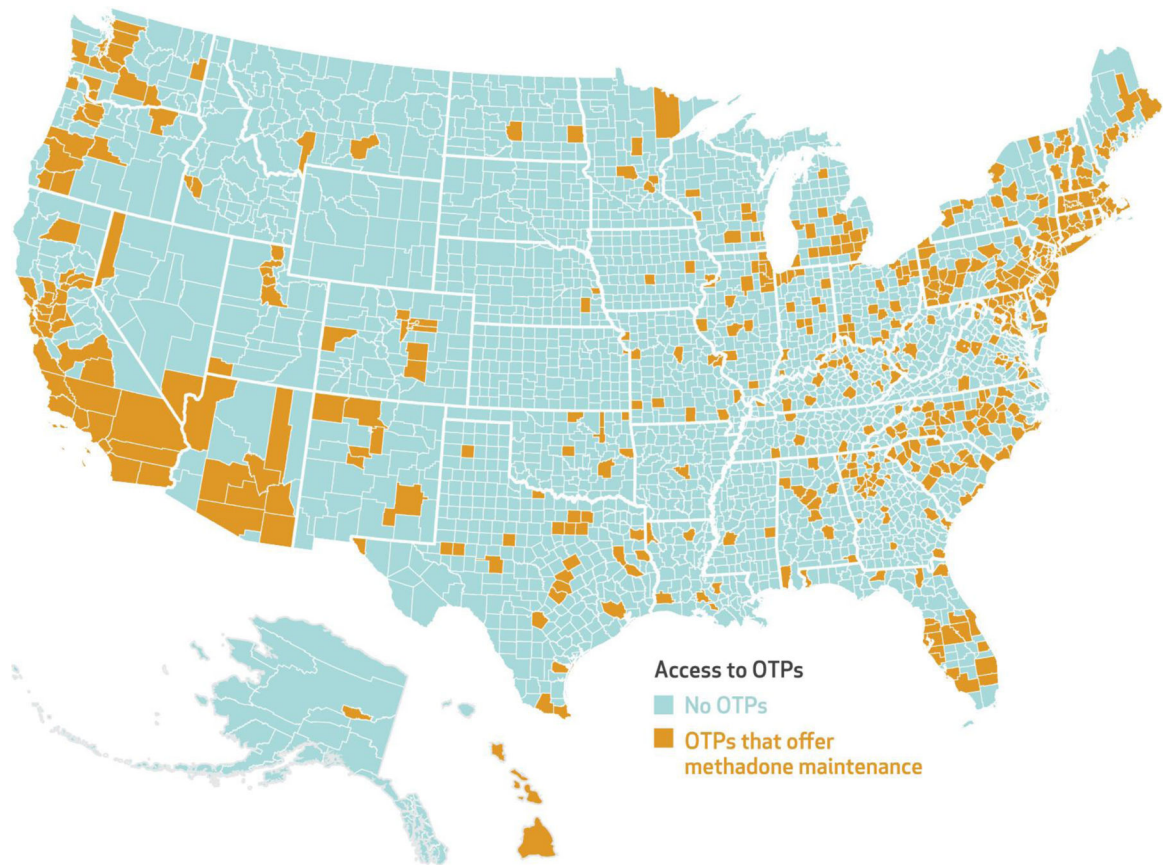 Access to OTPs
No OTPs
OTPs that offer
methadone maintenance